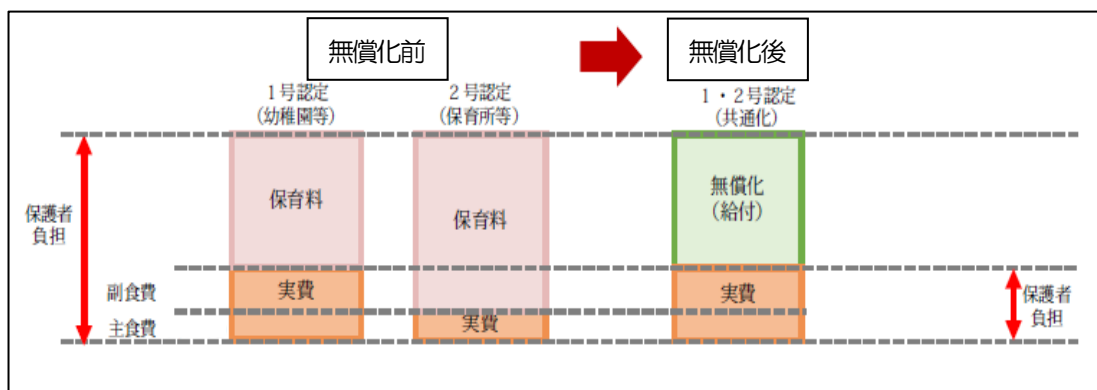 無償化前
無償化後
1号認定
(幼稚園等)
2号認定
(保育所等)
1・2号認定
(共通化)
保護者
負担
保育料
保育料
無償化
(給付)
副食費
実費
実費
主食費
実費
保護者
負担